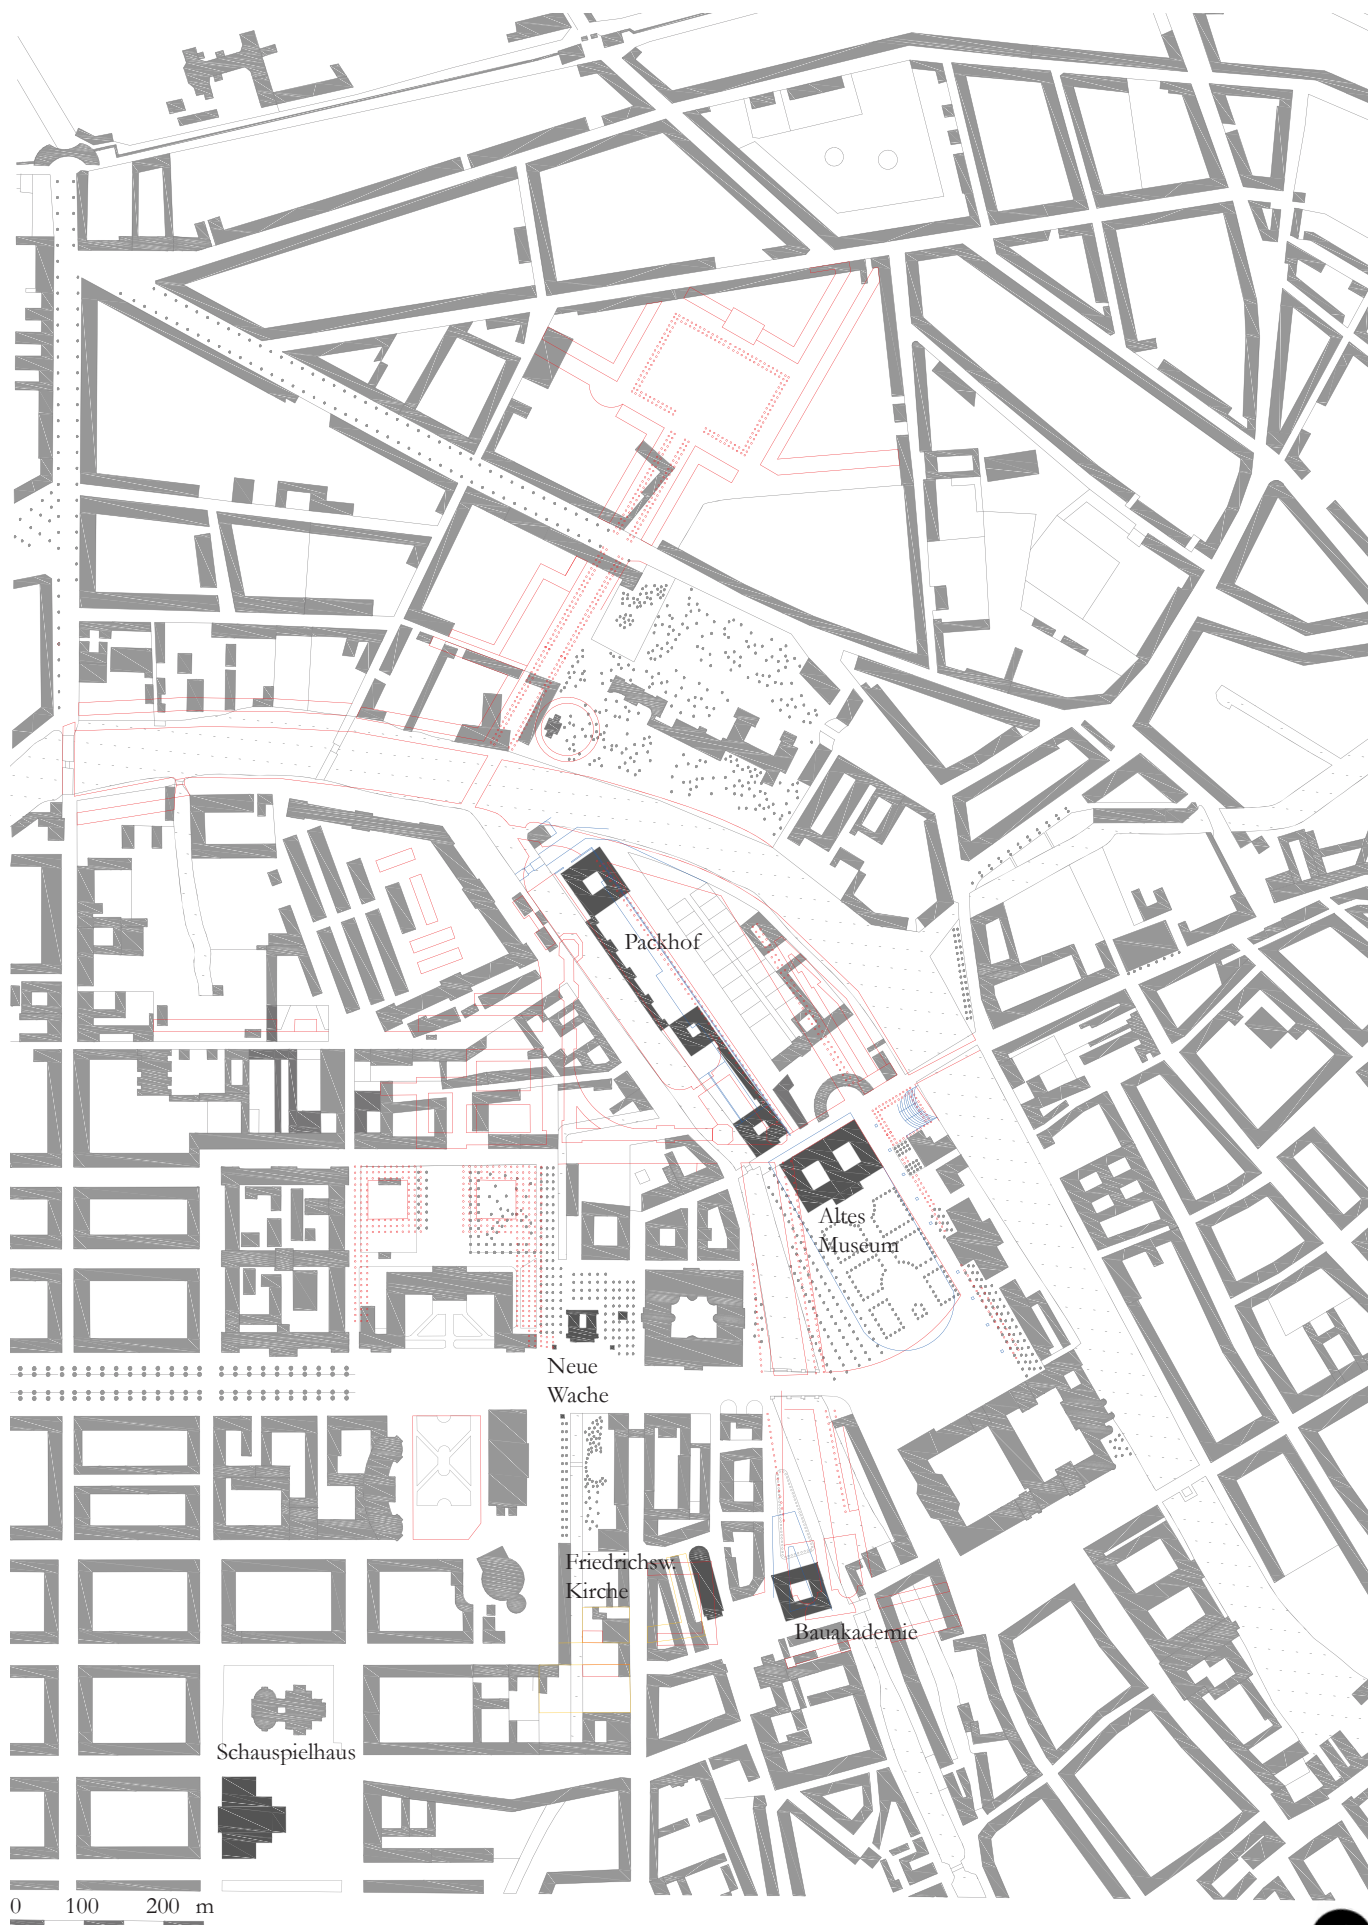 Packhof
Altes
Museum
Neue
Wache
Friedrichsw.
Kirche
Bauakademie
Schauspielhaus
0 100 200 m